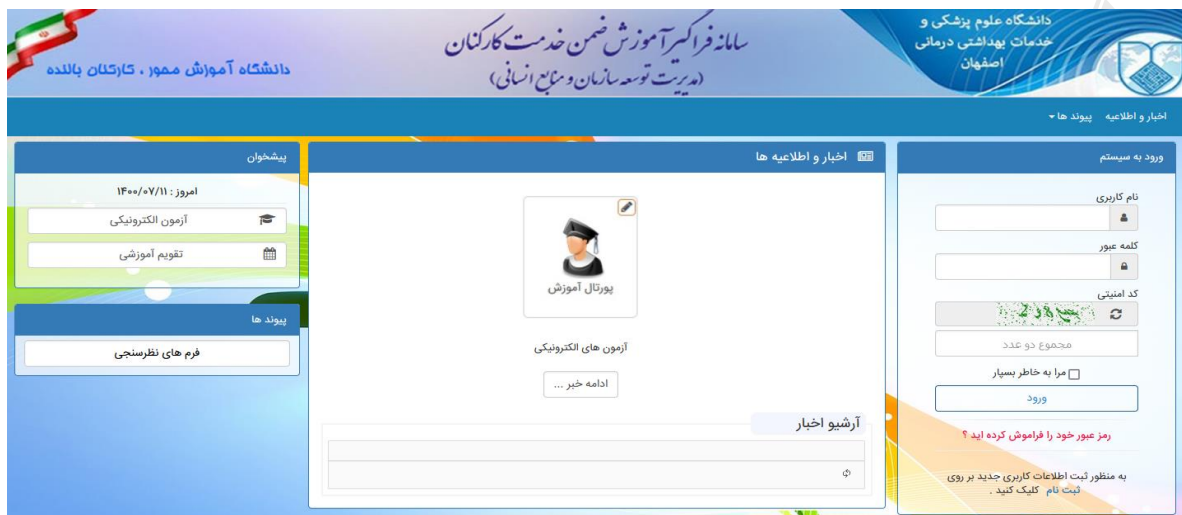 دانشگاه علوم پزشکی و
خدمات بهداشتی درمانی
اصفهان
سامانه فراگیر آموزش ضمن خدمت کارکنان
(مدیریت توسعه سازمان و منابع انسانی)
دانشگاه آموزش محور ، کارکنان بالنده
اخبار و اطلاعیه پیوند ها
ورود به سیستم
نام کاربری
کلمه عبور
کد امنیتی
مجموع دو عدد
مرا به خاطر بسپار
ورود
رمز عبور خود را فراموش کرده اید ؟
به منظور ثبت اطلاعات کاربری جدید بر روی
ثبت نام کلیک کنید .
اخبار و اطلاعیه ها
پورتال آموزش
آزمون های الکترونیکی
ادامه خبر ...
آرشیو اخبار
پیشخوان
امروز : ۱۴۰۰/۰۷/۱۱
آزمون الکترونیکی
تقویم آموزشی
پیوند ها
فرم های نظرسنجی